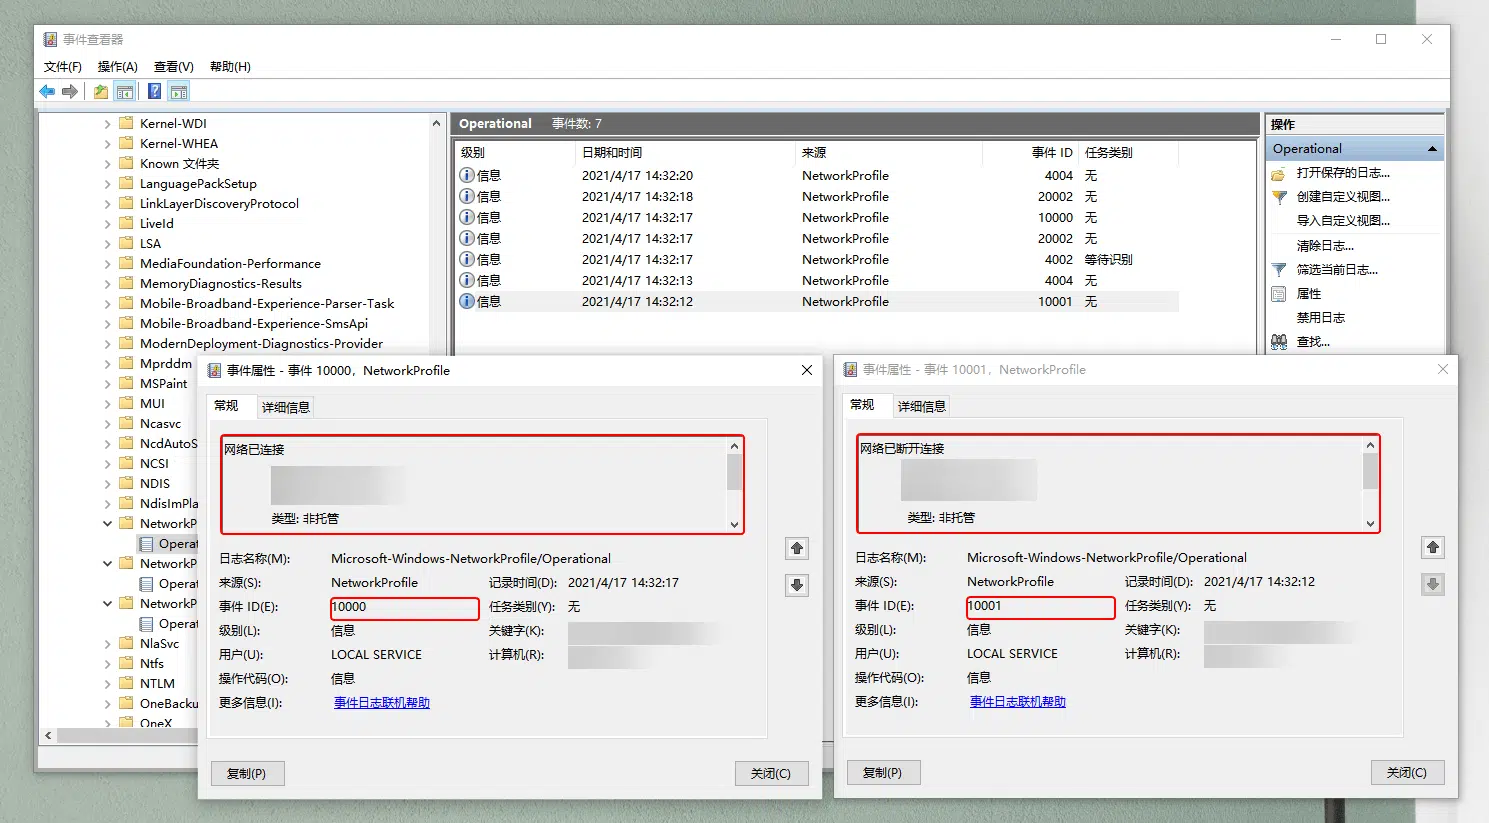 事件查看器
文件(F) 操作(A) 查看(V) 帮助(H)
Kernel-WDI
Kernel-WHEA
Known 文件夹
LanguagePackSetup
LinkLayerDiscoveryProtocol
LiveId
LSA
MediaFoundation-Performance
MemoryDiagnostics-Results
Mobile-Broadband-Experience-Parser-Task
Mobile-Broadband-Experience-SmsApi
ModernDeployment-Diagnostics-Provider
Mprddm
MSPaint
MUI
Ncasvc
NcdAutoS
NCSI
NDIS
NdisImPla
NetworkP
Operat
NetworkP
Operat
NetworkP
Operat
NlaSvc
Ntfs
NTLM
OneBacku
OneX
Operational 事件数: 7
级别 日期和时间 来源 事件 ID 任务类别
信息 2021/4/17 14:32:20 NetworkProfile 4004 无
信息 2021/4/17 14:32:18 NetworkProfile 20002 无
信息 2021/4/17 14:32:17 NetworkProfile 10000 无
信息 2021/4/17 14:32:17 NetworkProfile 20002 无
信息 2021/4/17 14:32:17 NetworkProfile 4002 等待识别
信息 2021/4/17 14:32:13 NetworkProfile 4004 无
信息 2021/4/17 14:32:12 NetworkProfile 10001 无
操作
Operational
打开保存的日志...
创建自定义视图...
导入自定义视图...
清除日志...
筛选当前日志...
属性
禁用日志
查找...
事件属性 - 事件 10000，NetworkProfile
常规 详细信息
网络已连接
类型: 非托管
日志名称(M): Microsoft-Windows-NetworkProfile/Operational
来源(S): NetworkProfile 记录时间(D): 2021/4/17 14:32:17
事件 ID(E): 10000 任务类别(Y): 无
级别(L): 信息 关键字(K):
用户(U): LOCAL SERVICE 计算机(R):
操作代码(O): 信息
更多信息(I): 事件日志联机帮助
复制(P) 关闭(C)
事件属性 - 事件 10001，NetworkProfile
常规 详细信息
网络已断开连接
类型: 非托管
日志名称(M): Microsoft-Windows-NetworkProfile/Operational
来源(S): NetworkProfile 记录时间(D): 2021/4/17 14:32:12
事件 ID(E): 10001 任务类别(Y): 无
级别(L): 信息 关键字(K):
用户(U): LOCAL SERVICE 计算机(R):
操作代码(O): 信息
更多信息(I): 事件日志联机帮助
复制(P) 关闭(C)